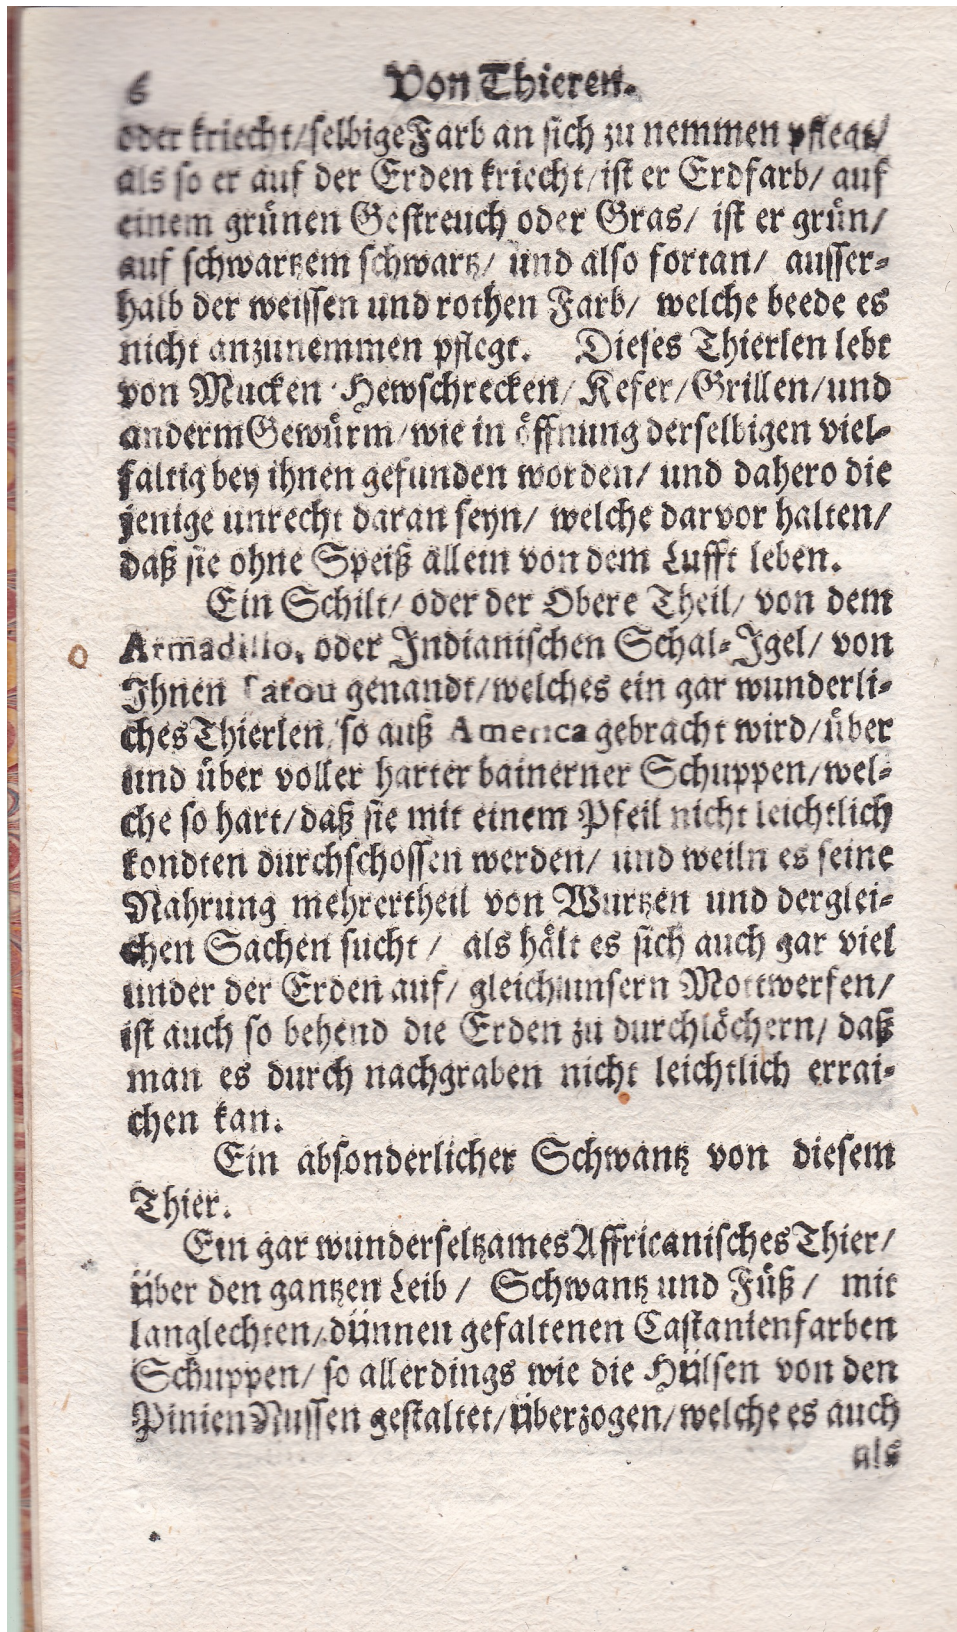 6 Von Thieren.
oder kriecht/ selbige Farb an sich zu nemmen pflegt/
als so er auf der Erden kriecht/ ist er Erdfarb/ auf
einem grünen Gestreuch oder Gras/ ist er grün/
auf schwartzem schwartz/ und also fortan/ ausser-
halb der weissen und rothen Farb/ welche beede es
nicht anzunemmen pflegt. Dieses Thierlen lebt
von Mucken Hewschrecken/ Kefer/ Grillen/ und
anderm Gewürm/ wie in öffnung derselbigen viel-
faltig bey ihnen gefunden worden/ und dahero die
jenige unrecht daran seyn/ welche darvor halten/
daß sie ohne Speiß allein von dem Lufft leben.
Ein Schilt/ oder der Obere Theil/ von dem
Armadillo, oder Indianischen Schal-Igel/ von
Ihnen Tatou genandt/ welches ein gar wunderli-
ches Thierlen/ so auß America gebracht wird/ über
und über voller harter bainerner Schuppen/ wel-
che so hart/ daß sie mit einem Pfeil nicht leichtlich
kondten durchschossen werden/ und weiln es seine
Nahrung mehrertheil von Wurtzen und derglei-
chen Sachen sucht/ als hält es sich auch gar viel
under der Erden auf/ gleich unsern Mottwerfen/
ist auch so behend die Erden zu durchlöchern/ daß
man es durch nachgraben nicht leichtlich errai-
chen kan.
Ein absonderlicher Schwantz von diesem
Thier.
Ein gar wunderseltzames Affricanisches Thier/
über den gantzen Leib/ Schwantz und Füß/ mit
langlechten/ dünnen gefaltenen Castanienfarben
Schuppen/ so allerdings wie die Hülsen von den
Pinien Nussen gestaltet/ überzogen/ welche es auch
als